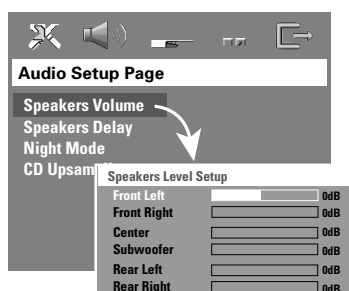 Audio Setup Page
Speakers Volume
Speakers Delay
Night Mode
CD
Speakers Level Setup
Front Left 0dB
Front Right 0dB
Center 0dB
Subwoofer 0dB
Rear Left 0dB
Rear Right 0dB